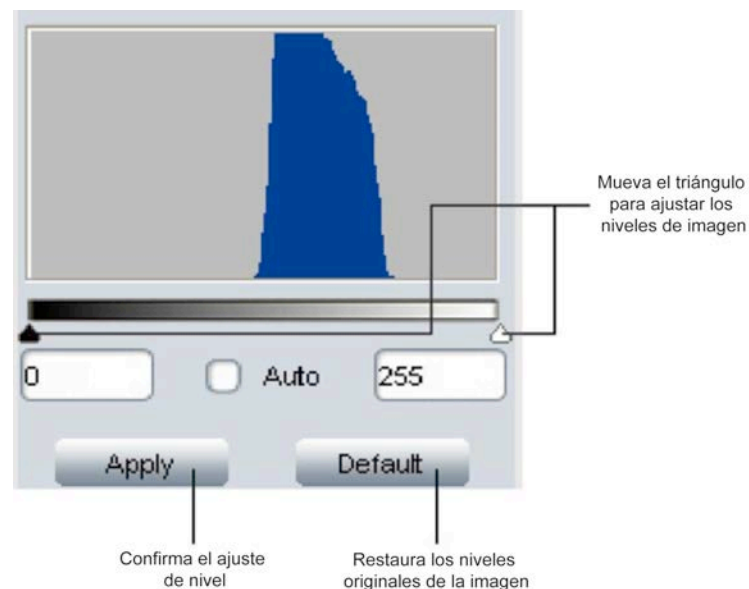 Mueva el triángulo
para ajustar los
niveles de imagen
0
Auto
255
Apply
Default
Confirma el ajuste
de nivel
Restaura los niveles
originales de la imagen